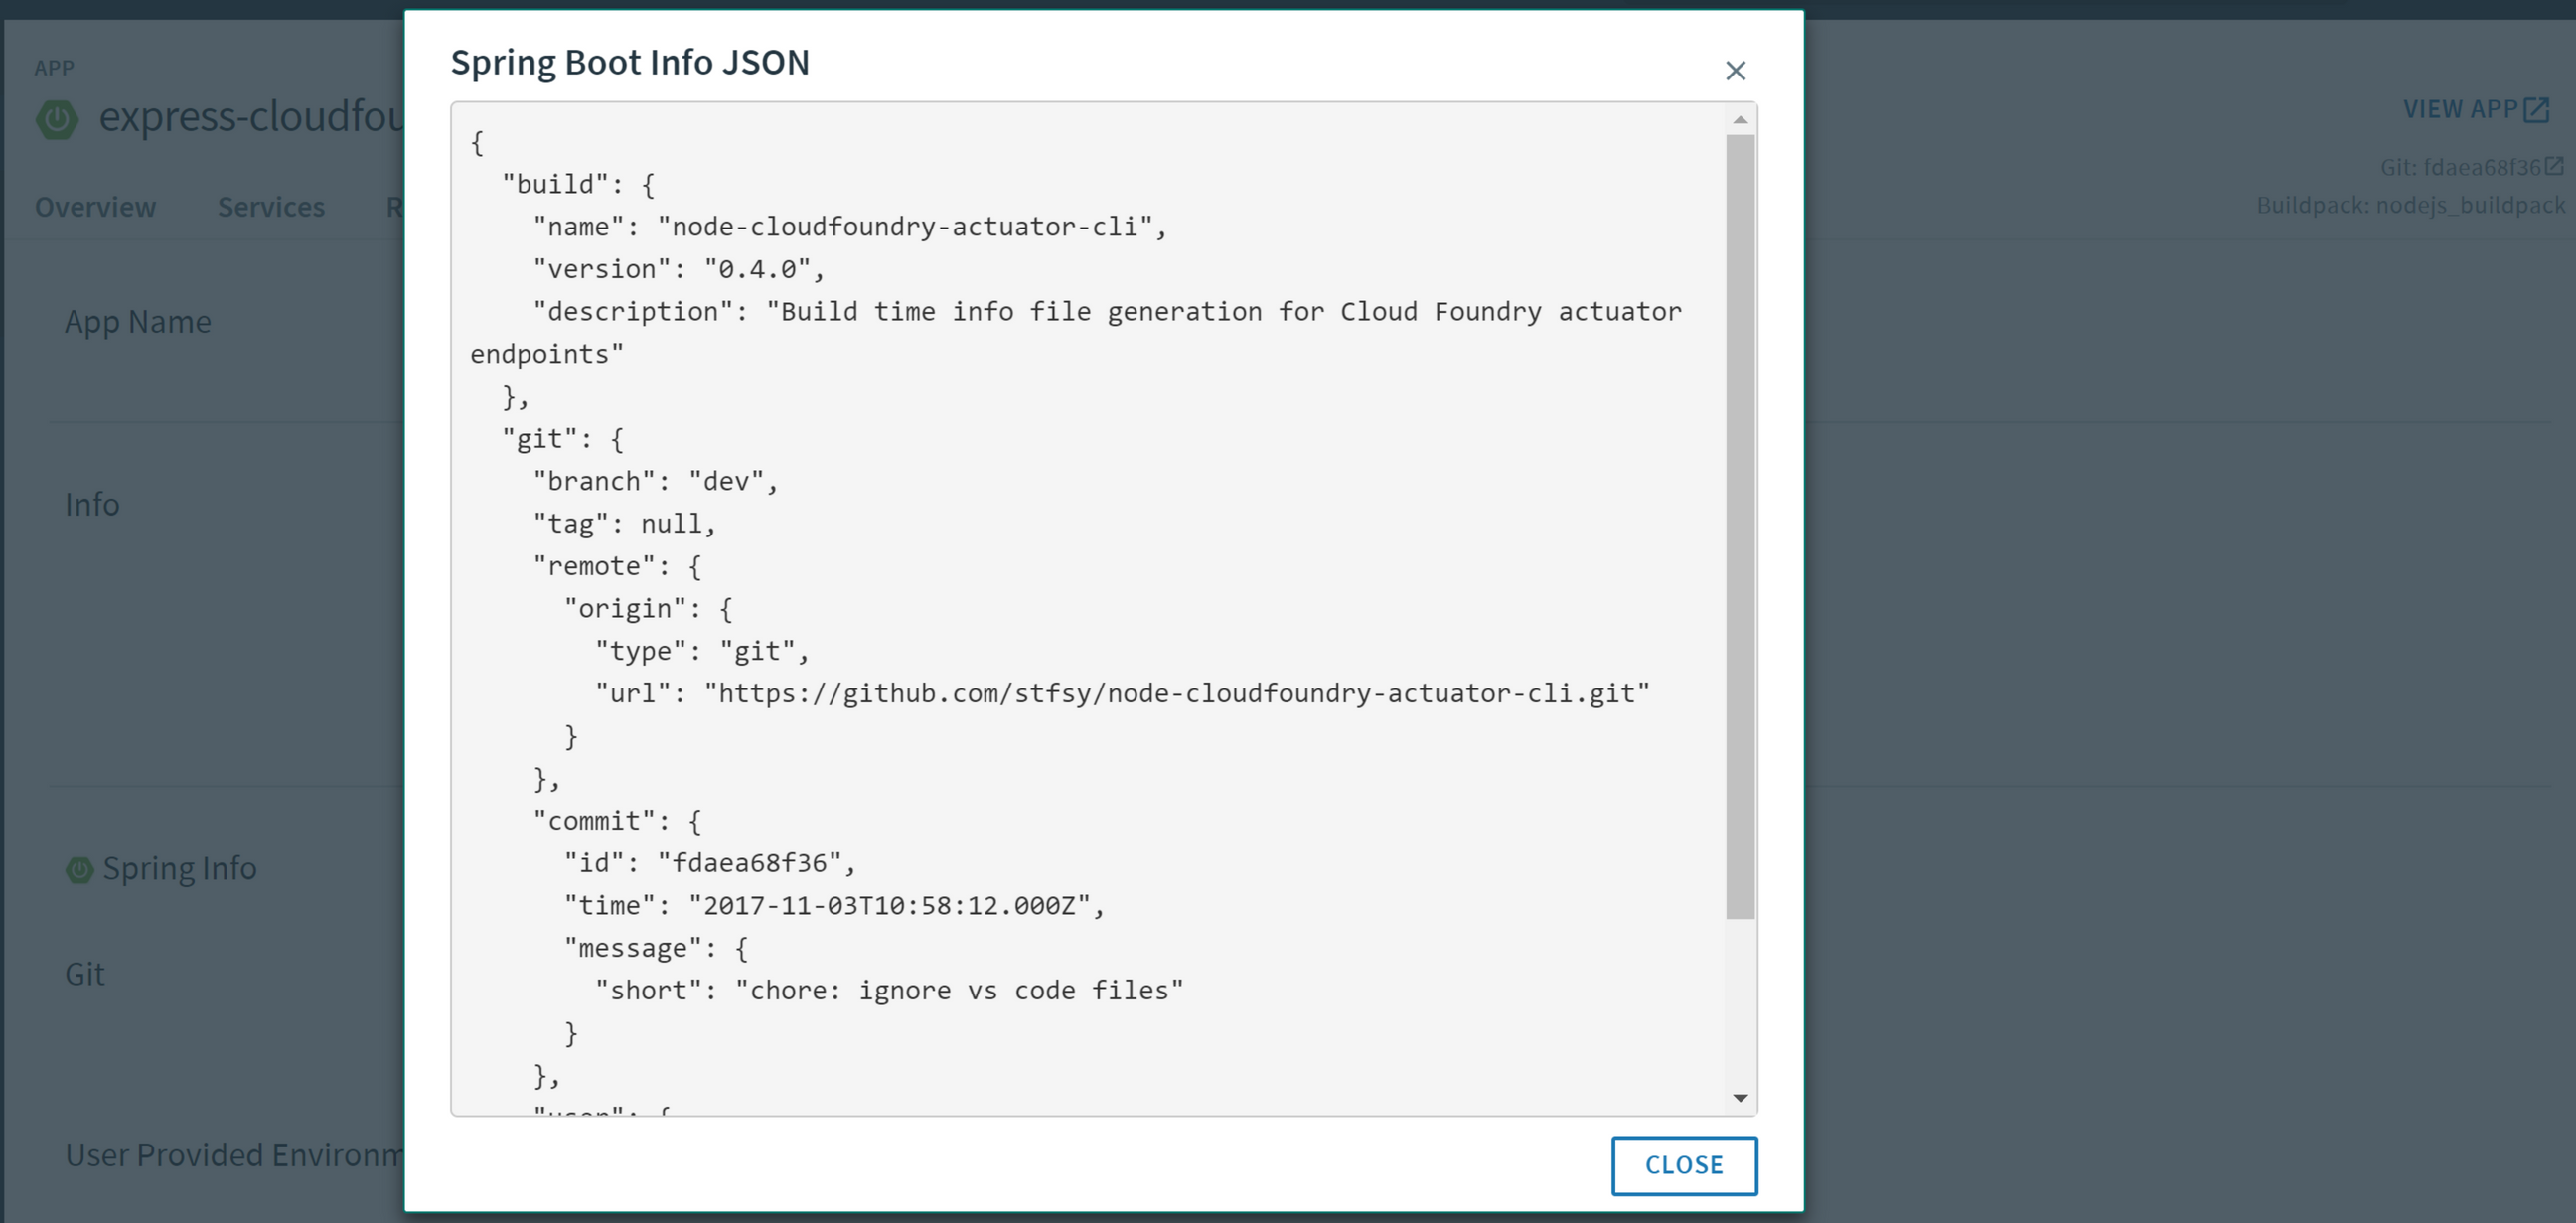 APP
express-cloudfou
VIEW APP
Git: fdaea68f36
Buildpack: nodejs_buildpack
Overview Services R
App Name
Info
Spring Info
Git
User Provided Environm
Spring Boot Info JSON
{
  "build": {
    "name": "node-cloudfoundry-actuator-cli",
    "version": "0.4.0",
    "description": "Build time info file generation for Cloud Foundry actuator
endpoints"
  },
  "git": {
    "branch": "dev",
    "tag": null,
    "remote": {
      "origin": {
        "type": "git",
        "url": "https://github.com/stfsy/node-cloudfoundry-actuator-cli.git"
      }
    },
    "commit": {
      "id": "fdaea68f36",
      "time": "2017-11-03T10:58:12.000Z",
      "message": {
        "short": "chore: ignore vs code files"
      }
    },
    "user": {
CLOSE